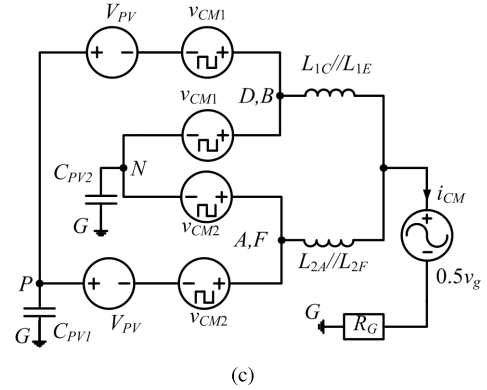 V_PV
v_CM1
+ − − +
L_1C//L_1E
v_CM1
D,B
− +
C_PV2
N
− +
i_CM
G
v_CM2
A,F
+
−
L_2A//L_2F
0.5v_g
P
+ − − +
G
C_PV1
V_PV
v_CM2
G
R_G
(c)